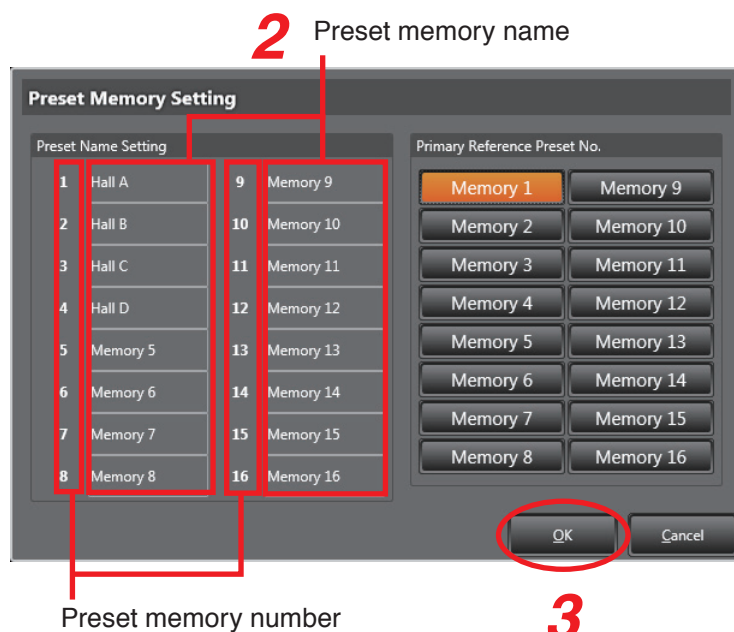 2 Preset memory name
Preset Memory Setting
Preset Name Setting
1 Hall A 9 Memory 9
2 Hall B 10 Memory 10
3 Hall C 11 Memory 11
4 Hall D 12 Memory 12
5 Memory 5 13 Memory 13
6 Memory 6 14 Memory 14
7 Memory 7 15 Memory 15
8 Memory 8 16 Memory 16
Primary Reference Preset No.
Memory 1 Memory 9
Memory 2 Memory 10
Memory 3 Memory 11
Memory 4 Memory 12
Memory 5 Memory 13
Memory 6 Memory 14
Memory 7 Memory 15
Memory 8 Memory 16
OK Cancel
Preset memory number
3